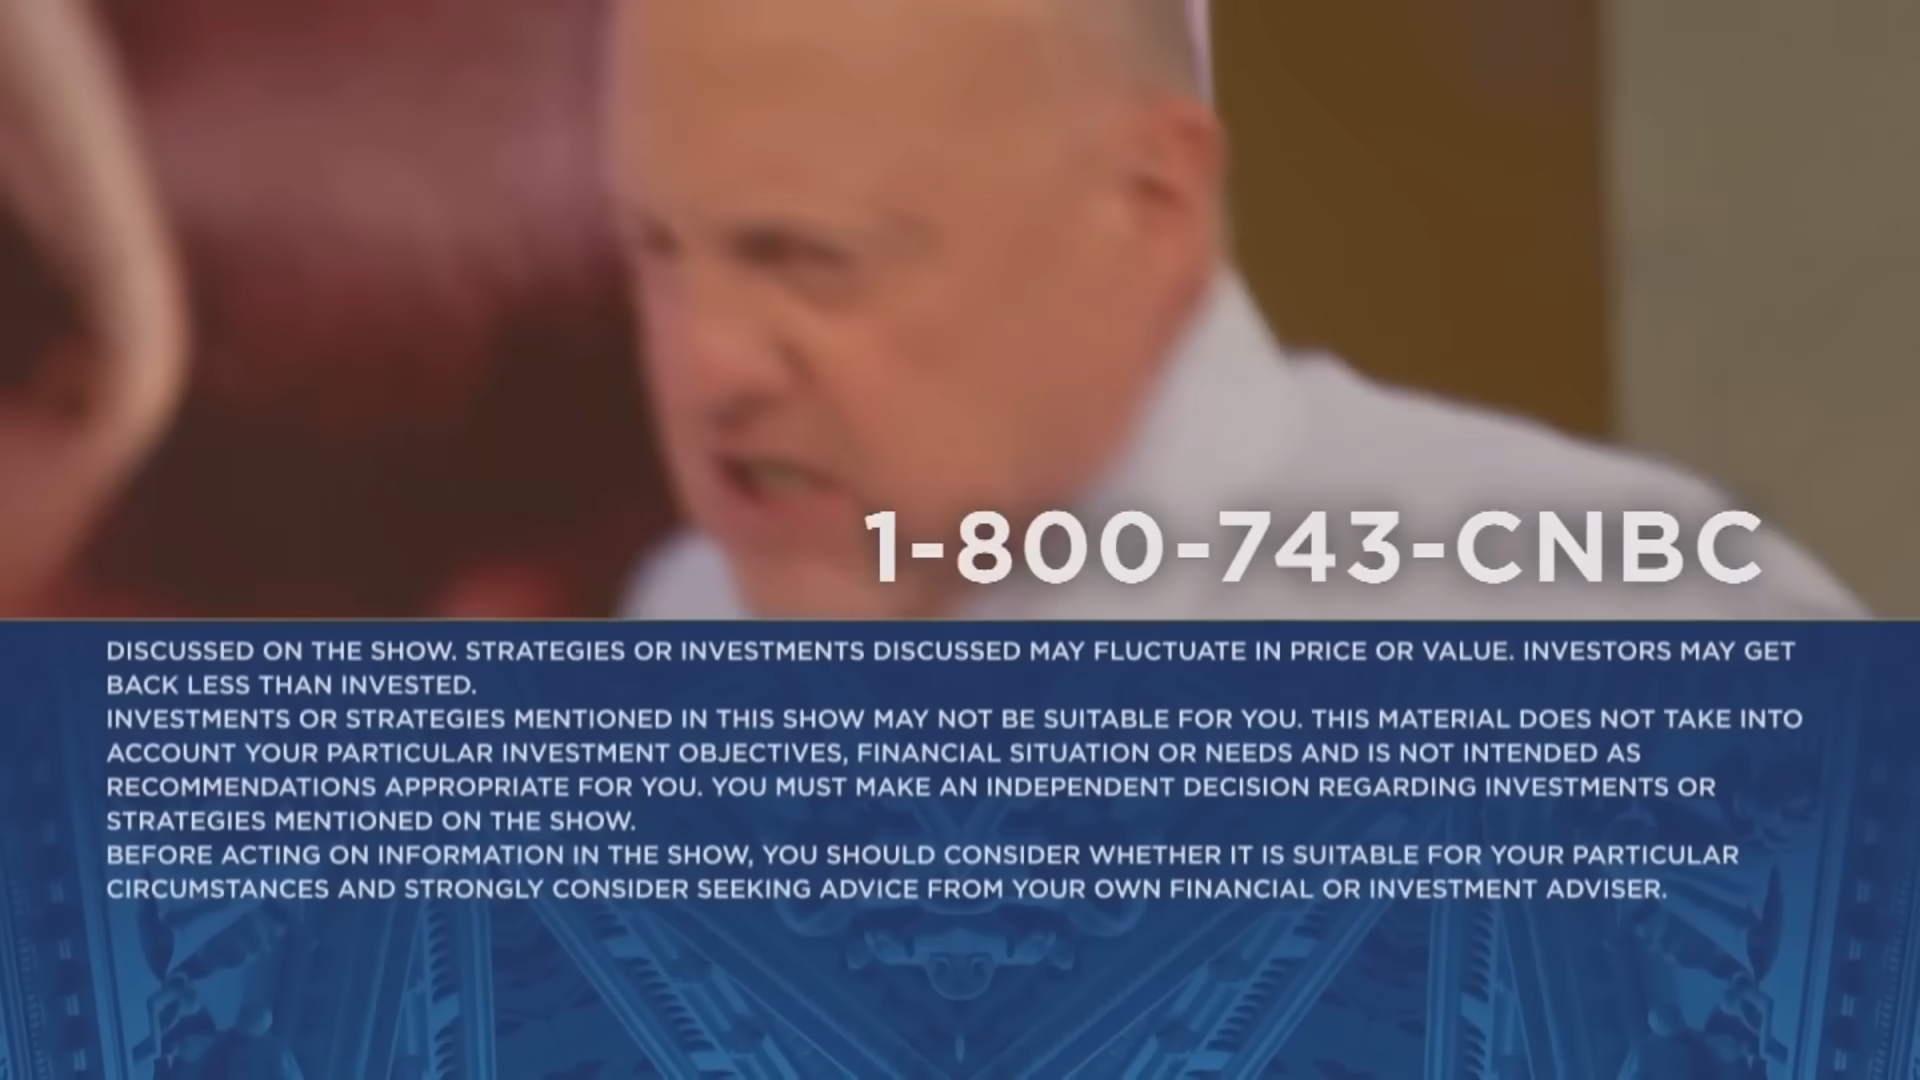 1-800-743-CNBC
DISCUSSED ON THE SHOW. STRATEGIES OR INVESTMENTS DISCUSSED MAY FLUCTUATE IN PRICE OR VALUE. INVESTORS MAY GET
BACK LESS THAN INVESTED.
INVESTMENTS OR STRATEGIES MENTIONED IN THIS SHOW MAY NOT BE SUITABLE FOR YOU. THIS MATERIAL DOES NOT TAKE INTO
ACCOUNT YOUR PARTICULAR INVESTMENT OBJECTIVES, FINANCIAL SITUATION OR NEEDS AND IS NOT INTENDED AS
RECOMMENDATIONS APPROPRIATE FOR YOU. YOU MUST MAKE AN INDEPENDENT DECISION REGARDING INVESTMENTS OR
STRATEGIES MENTIONED ON THE SHOW.
BEFORE ACTING ON INFORMATION IN THE SHOW, YOU SHOULD CONSIDER WHETHER IT IS SUITABLE FOR YOUR PARTICULAR
CIRCUMSTANCES AND STRONGLY CONSIDER SEEKING ADVICE FROM YOUR OWN FINANCIAL OR INVESTMENT ADVISER.